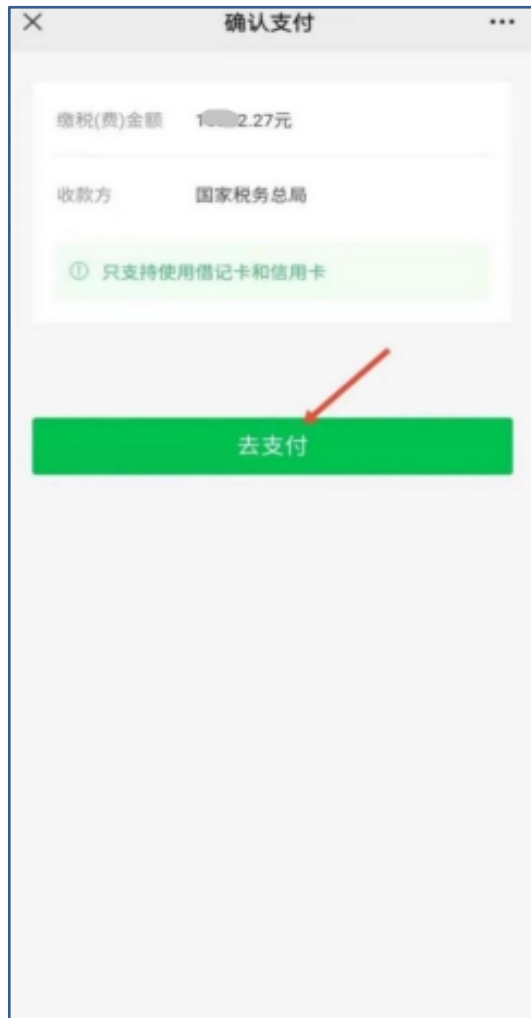 确认支付
缴税(费)金额 1 2.27元
收款方 国家税务总局
只支持使用借记卡和信用卡
去支付